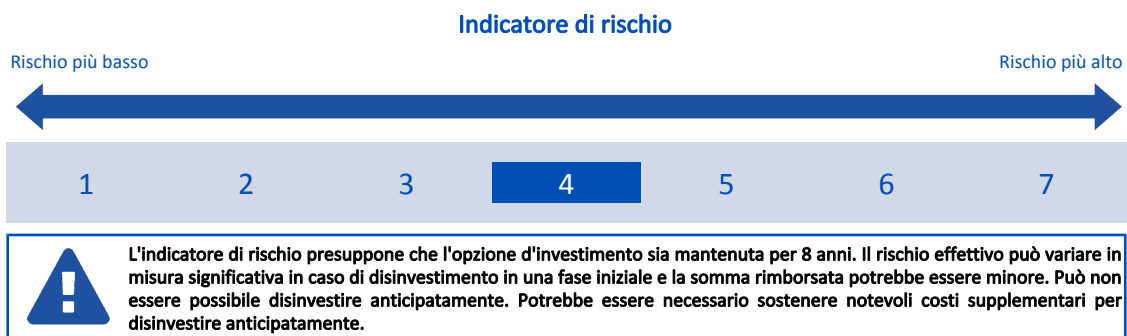 Indicatore di rischio
Rischio più basso
Rischio più alto
1 2 3 4 5 6 7
L'indicatore di rischio presuppone che l'opzione d'investimento sia mantenuta per 8 anni. Il rischio effettivo può variare in
misura significativa in caso di disinvestimento in una fase iniziale e la somma rimborsata potrebbe essere minore. Può non
essere possibile disinvestire anticipatamente. Potrebbe essere necessario sostenere notevoli costi supplementari per
disinvestire anticipatamente.